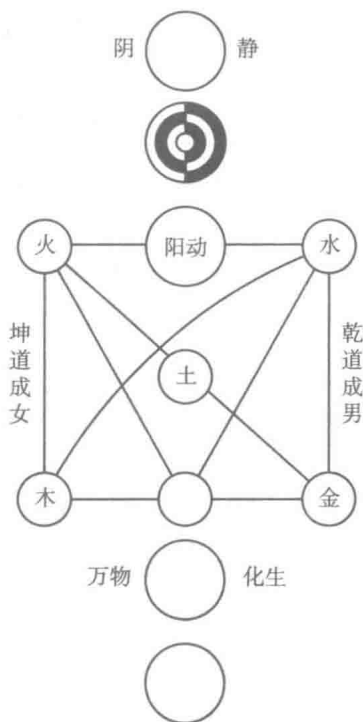 阴 静
火 阳动 水
坤道成女
乾道成男
土
木 金
万物 化生